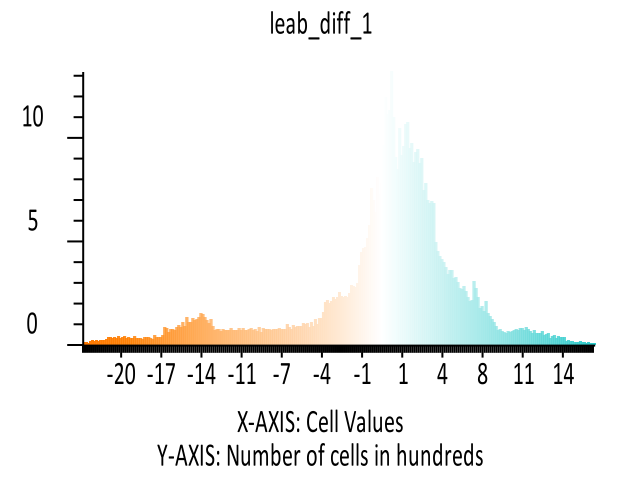 leab_diff_1
10
5
0
-20 -17 -14 -11 -7 -4 -1 1 4 8 11 14
X-AXIS: Cell Values
Y-AXIS: Number of cells in hundreds